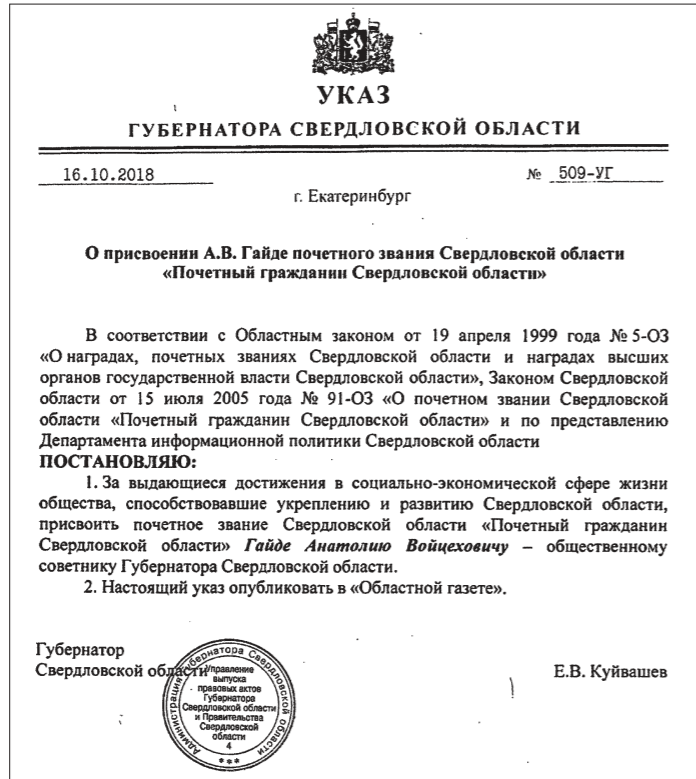 УКАЗ
ГУБЕРНАТОРА СВЕРДЛОВСКОЙ ОБЛАСТИ
16.10.2018 № 509-УГ
г. Екатеринбург
О присвоении А.В. Гайде почетного звания Свердловской области
«Почетный гражданин Свердловской области»
В соответствии с Областным законом от 19 апреля 1999 года № 5-ОЗ
«О наградах, почетных званиях Свердловской области и наградах высших
органов государственной власти Свердловской области», Законом Свердловской
области от 15 июля 2005 года № 91-ОЗ «О почетном звании Свердловской
области «Почетный гражданин Свердловской области» и по представлению
Департамента информационной политики Свердловской области
ПОСТАНОВЛЯЮ:
1. За выдающиеся достижения в социально-экономической сфере жизни
общества, способствовавшие укреплению и развитию Свердловской области,
присвоить почетное звание Свердловской области «Почетный гражданин
Свердловской области» Гайде Анатолию Войцеховичу – общественному
советнику Губернатора Свердловской области.
2. Настоящий указ опубликовать в «Областной газете».
Губернатор
Свердловской области Е.В. Куйвашев
Администрация Губернатора Свердловской области
Управление
выпуска
правовых актов
Губернатора
Свердловской области
и Правительства
Свердловской
области
4
* * *